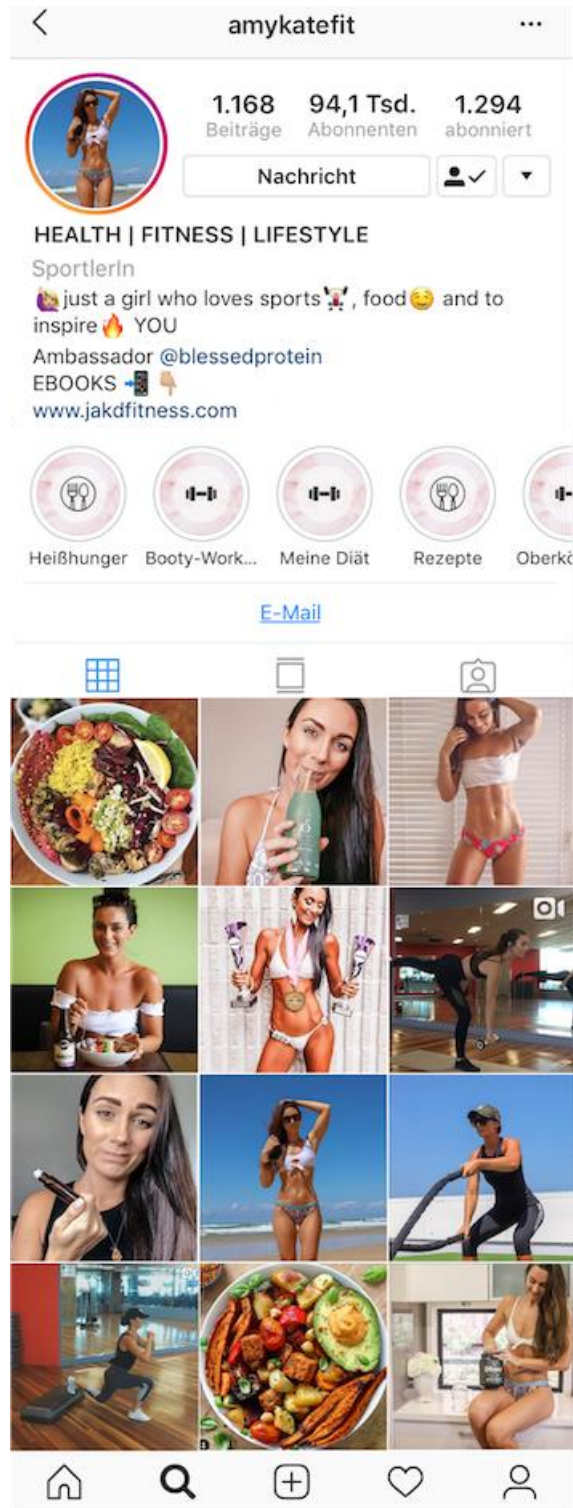 amykatefit
1.168 94,1 Tsd. 1.294
Beiträge Abonnenten abonniert
Nachricht
HEALTH | FITNESS | LIFESTYLE
SportlerIn
🙋🏼‍♀️just a girl who loves sports🏋🏼‍♀️, food😋 and to
inspire🔥 YOU
Ambassador @blessedprotein
EBOOKS 📲👇🏼
www.jakdfitness.com
Heißhunger Booty-Work... Meine Diät Rezepte Oberkö
E-Mail